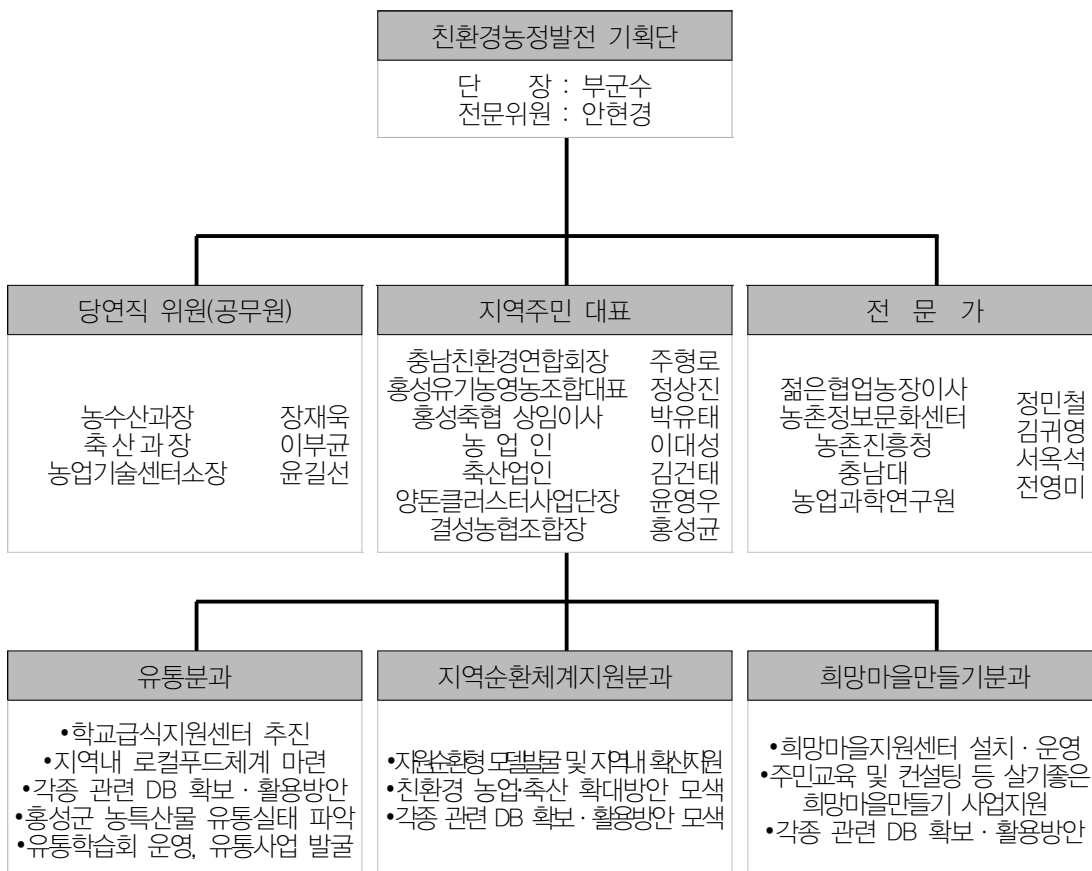 친환경농정발전 기획단
단 장 : 부군수
전문위원 : 안현경
당연직 위원(공무원)
농수산과장 장재욱
축산과장 이부균
농업기술센터소장 윤길선
지역주민 대표
충남친환경연합회장 주형로
홍성유기농영농조합대표 정상진
홍성축협 상임이사 박유태
농 업 인 이대성
축산업인 김건태
양돈클러스터사업단장 윤영우
결성농협조합장 홍성균
전 문 가
젊은협업농장이사
농촌정보문화센터
농촌진흥청
충남대
농업과학연구원
정민철
김귀영
서옥석
전영미
유통분과
•학교급식지원센터 추진
•지역내 로컬푸드체계 마련
•각종 관련 DB 확보·활용방안
•홍성군 농특산물 유통실태 파악
•유통학습회 운영, 유통사업 발굴
지역순환체계지원분과
•자원순환형 모델발굴 및 지역내 확산지원
•친환경 농업·축산 확대방안 모색
•각종 관련 DB 확보·활용방안 모색
희망마을만들기분과
•희망마을지원센터 설치·운영
•주민교육 및 컨설팅 등 살기좋은
희망마을만들기 사업지원
•각종 관련 DB 확보·활용방안